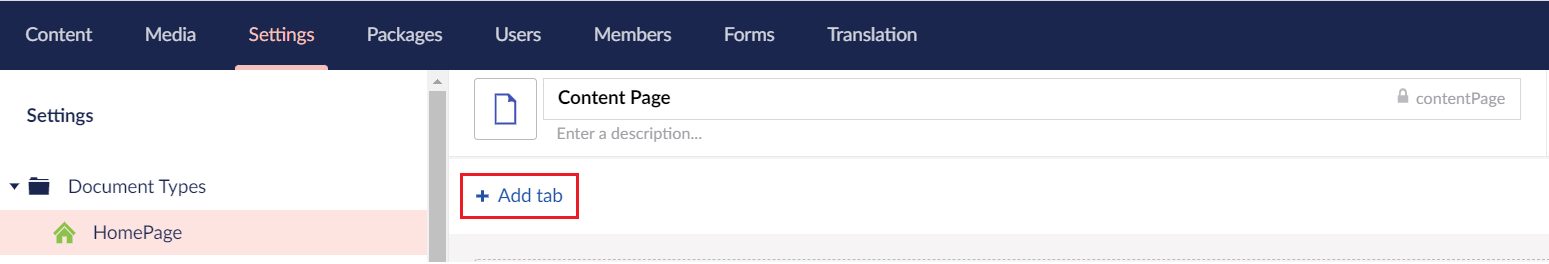 Content Media Settings Packages Users Members Forms Translation
Settings
Content Page contentPage
Enter a description...
Document Types
+ Add tab
HomePage